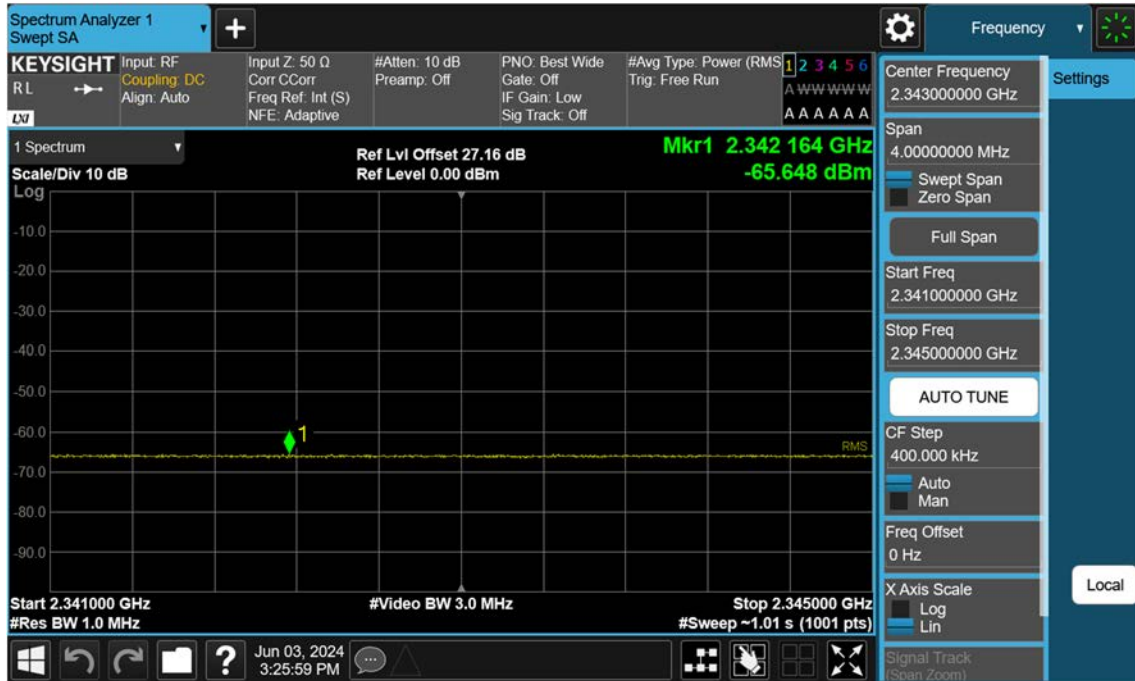 Spectrum Analyzer 1
Swept SA
+
Frequency
KEYSIGHT
RL
LXI
Input: RF
Coupling: DC
Align: Auto
Input Z: 50 Ω
Corr CCorr
Freq Ref: Int (S)
NFE: Adaptive
#Atten: 10 dB
Preamp: Off
PNO: Best Wide
Gate: Off
IF Gain: Low
Sig Track: Off
#Avg Type: Power (RMS
Trig: Free Run
1 2 3 4 5 6
A W W W W W
A A A A A A
1 Spectrum
Scale/Div 10 dB
Log
Ref Lvl Offset 27.16 dB
Ref Level 0.00 dBm
Mkr1 2.342 164 GHz
-65.648 dBm
-10.0
-20.0
-30.0
-40.0
-50.0
-60.0
-70.0
-80.0
-90.0
1
RMS
Start 2.341000 GHz
#Res BW 1.0 MHz
#Video BW 3.0 MHz
Stop 2.345000 GHz
#Sweep ~1.01 s (1001 pts)
?
Jun 03, 2024
3:25:59 PM
Center Frequency
2.343000000 GHz
Span
4.00000000 MHz
Swept Span
Zero Span
Full Span
Start Freq
2.341000000 GHz
Stop Freq
2.345000000 GHz
AUTO TUNE
CF Step
400.000 kHz
Auto
Man
Freq Offset
0 Hz
X Axis Scale
Log
Lin
Signal Track
(Span Zoom)
Settings
Local